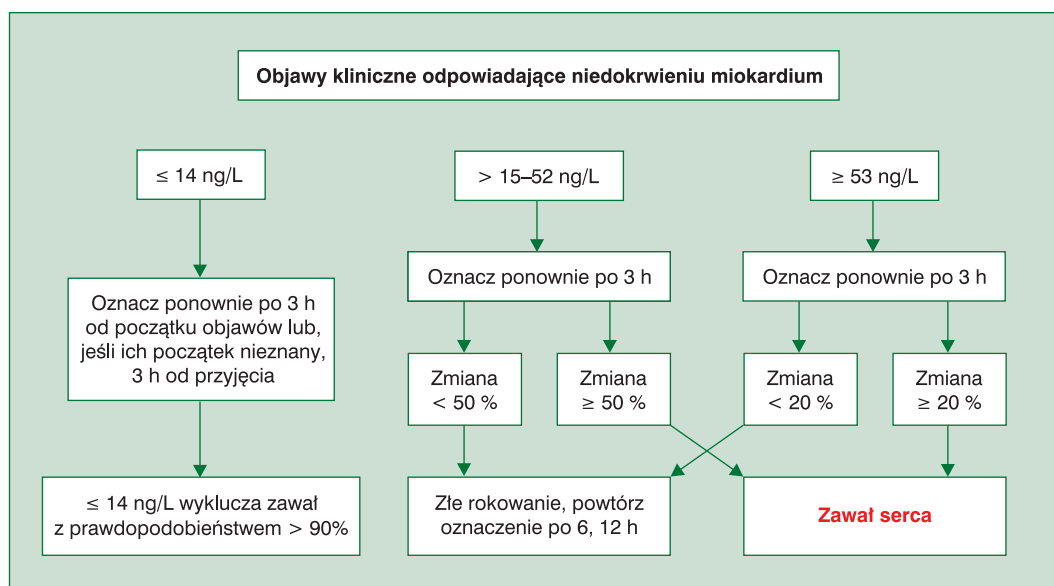 Objawy kliniczne odpowiadające niedokrwieniu miokardium
≤ 14 ng/L
> 15–52 ng/L
≥ 53 ng/L
Oznacz ponownie po 3 h
od początku objawów lub,
jeśli ich początek nieznany,
3 h od przyjęcia
Oznacz ponownie po 3 h
Oznacz ponownie po 3 h
Zmiana
< 50 %
Zmiana
≥ 50 %
Zmiana
< 20 %
Zmiana
≥ 20 %
≤ 14 ng/L wyklucza zawał
z prawdopodobieństwem > 90%
Złe rokowanie, powtórz
oznaczenie po 6, 12 h
Zawał serca